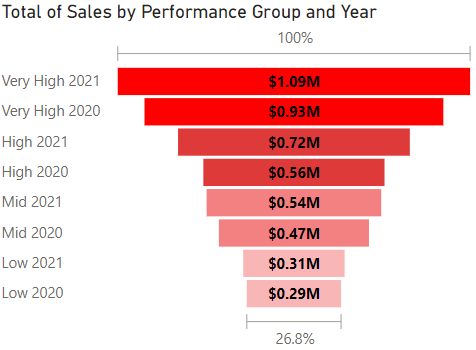 Total of Sales by Performance Group and Year
100%
Very High 2021 $1.09M
Very High 2020 $0.93M
High 2021 $0.72M
High 2020 $0.56M
Mid 2021 $0.54M
Mid 2020 $0.47M
Low 2021 $0.31M
Low 2020 $0.29M
26.8%